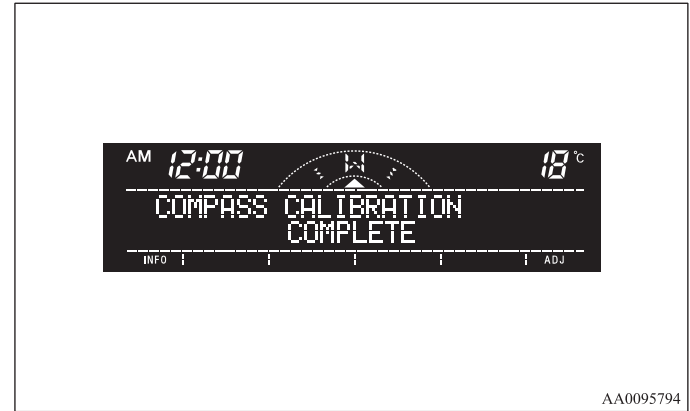 AM 12:00 18 °C
COMPASS CALIBRATION
COMPLETE
INFO ADJ
AA0095794